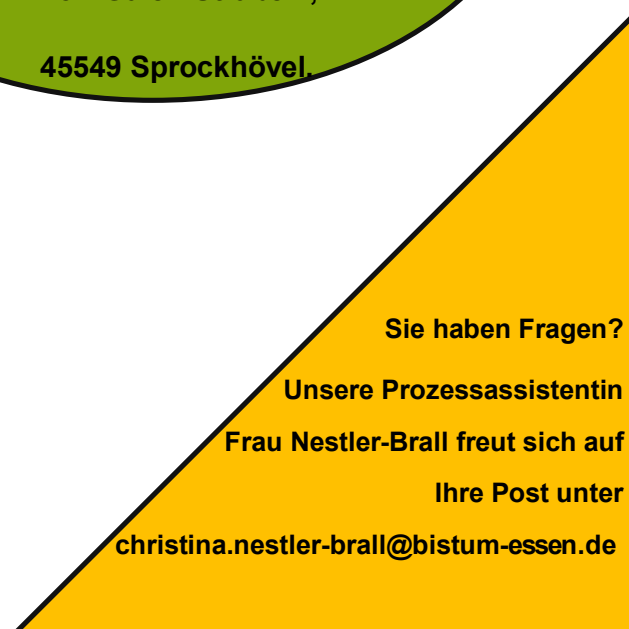 45549 Sprockhövel.
Sie haben Fragen?
Unsere Prozessassistentin
Frau Nestler-Brall freut sich auf
Ihre Post unter
christina.nestler-brall@bistum-essen.de